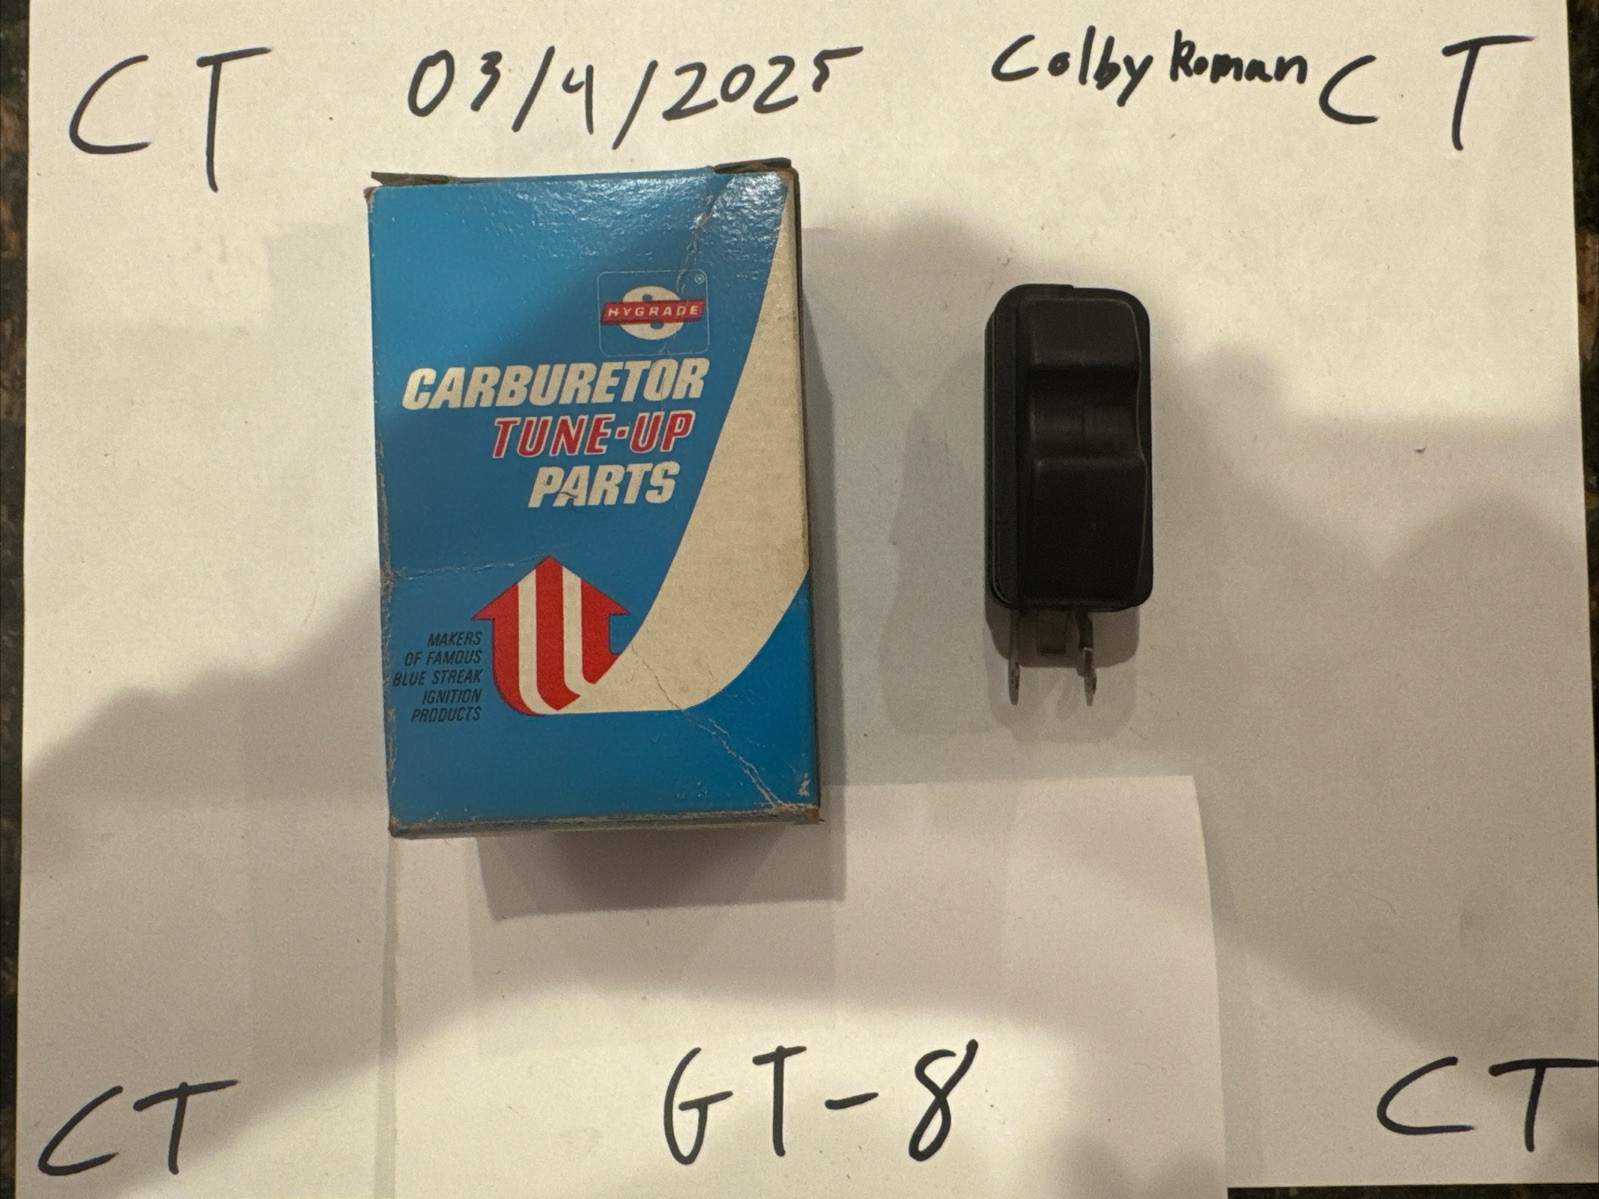 CT 03/4/2025 Colby Roman CT
HYGRADE
®
CARBURETOR
TUNE-UP
PARTS
MAKERS
OF FAMOUS
BLUE STREAK
IGNITION
PRODUCTS
CT GT-8 CT